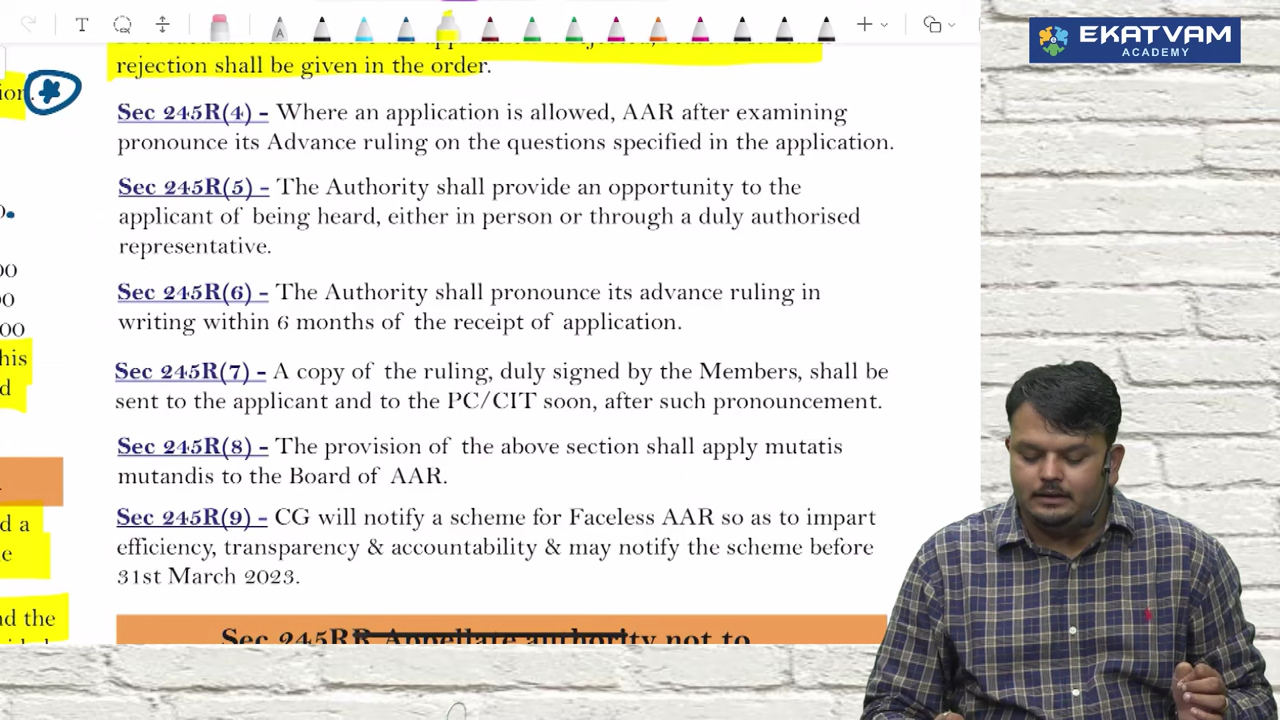 T
EKATVAM
ACADEMY
rejection shall be given in the order.
Sec 245R(4) - Where an application is allowed, AAR after examining
pronounce its Advance ruling on the questions specified in the application.
Sec 245R(5) - The Authority shall provide an opportunity to the
applicant of being heard, either in person or through a duly authorised
representative.
Sec 245R(6) - The Authority shall pronounce its advance ruling in
writing within 6 months of the receipt of application.
Sec 245R(7) - A copy of the ruling, duly signed by the Members, shall be
sent to the applicant and to the PC/CIT soon, after such pronouncement.
Sec 245R(8) - The provision of the above section shall apply mutatis
mutandis to the Board of AAR.
Sec 245R(9) - CG will notify a scheme for Faceless AAR so as to impart
efficiency, transparency & accountability & may notify the scheme before
31st March 2023.
Sec 245RR Appellate authority not to